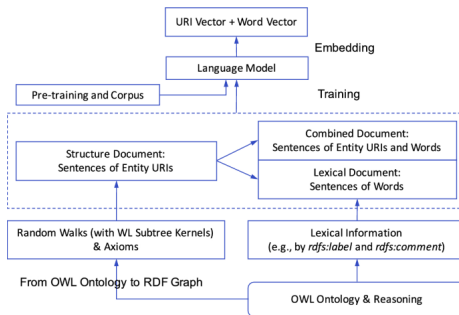 URI Vector + Word Vector
Embedding
Language Model
Pre-training and Corpus
Training
Structure Document:
Sentences of Entity URIs
Combined Document:
Sentences of Entity URIs and Words
Lexical Document:
Sentences of Words
Random Walks (with WL Subtree Kernels)
& Axioms
Lexical Information
(e.g., by rdfs:label and rdfs:comment)
From OWL Ontology to RDF Graph
OWL Ontology & Reasoning